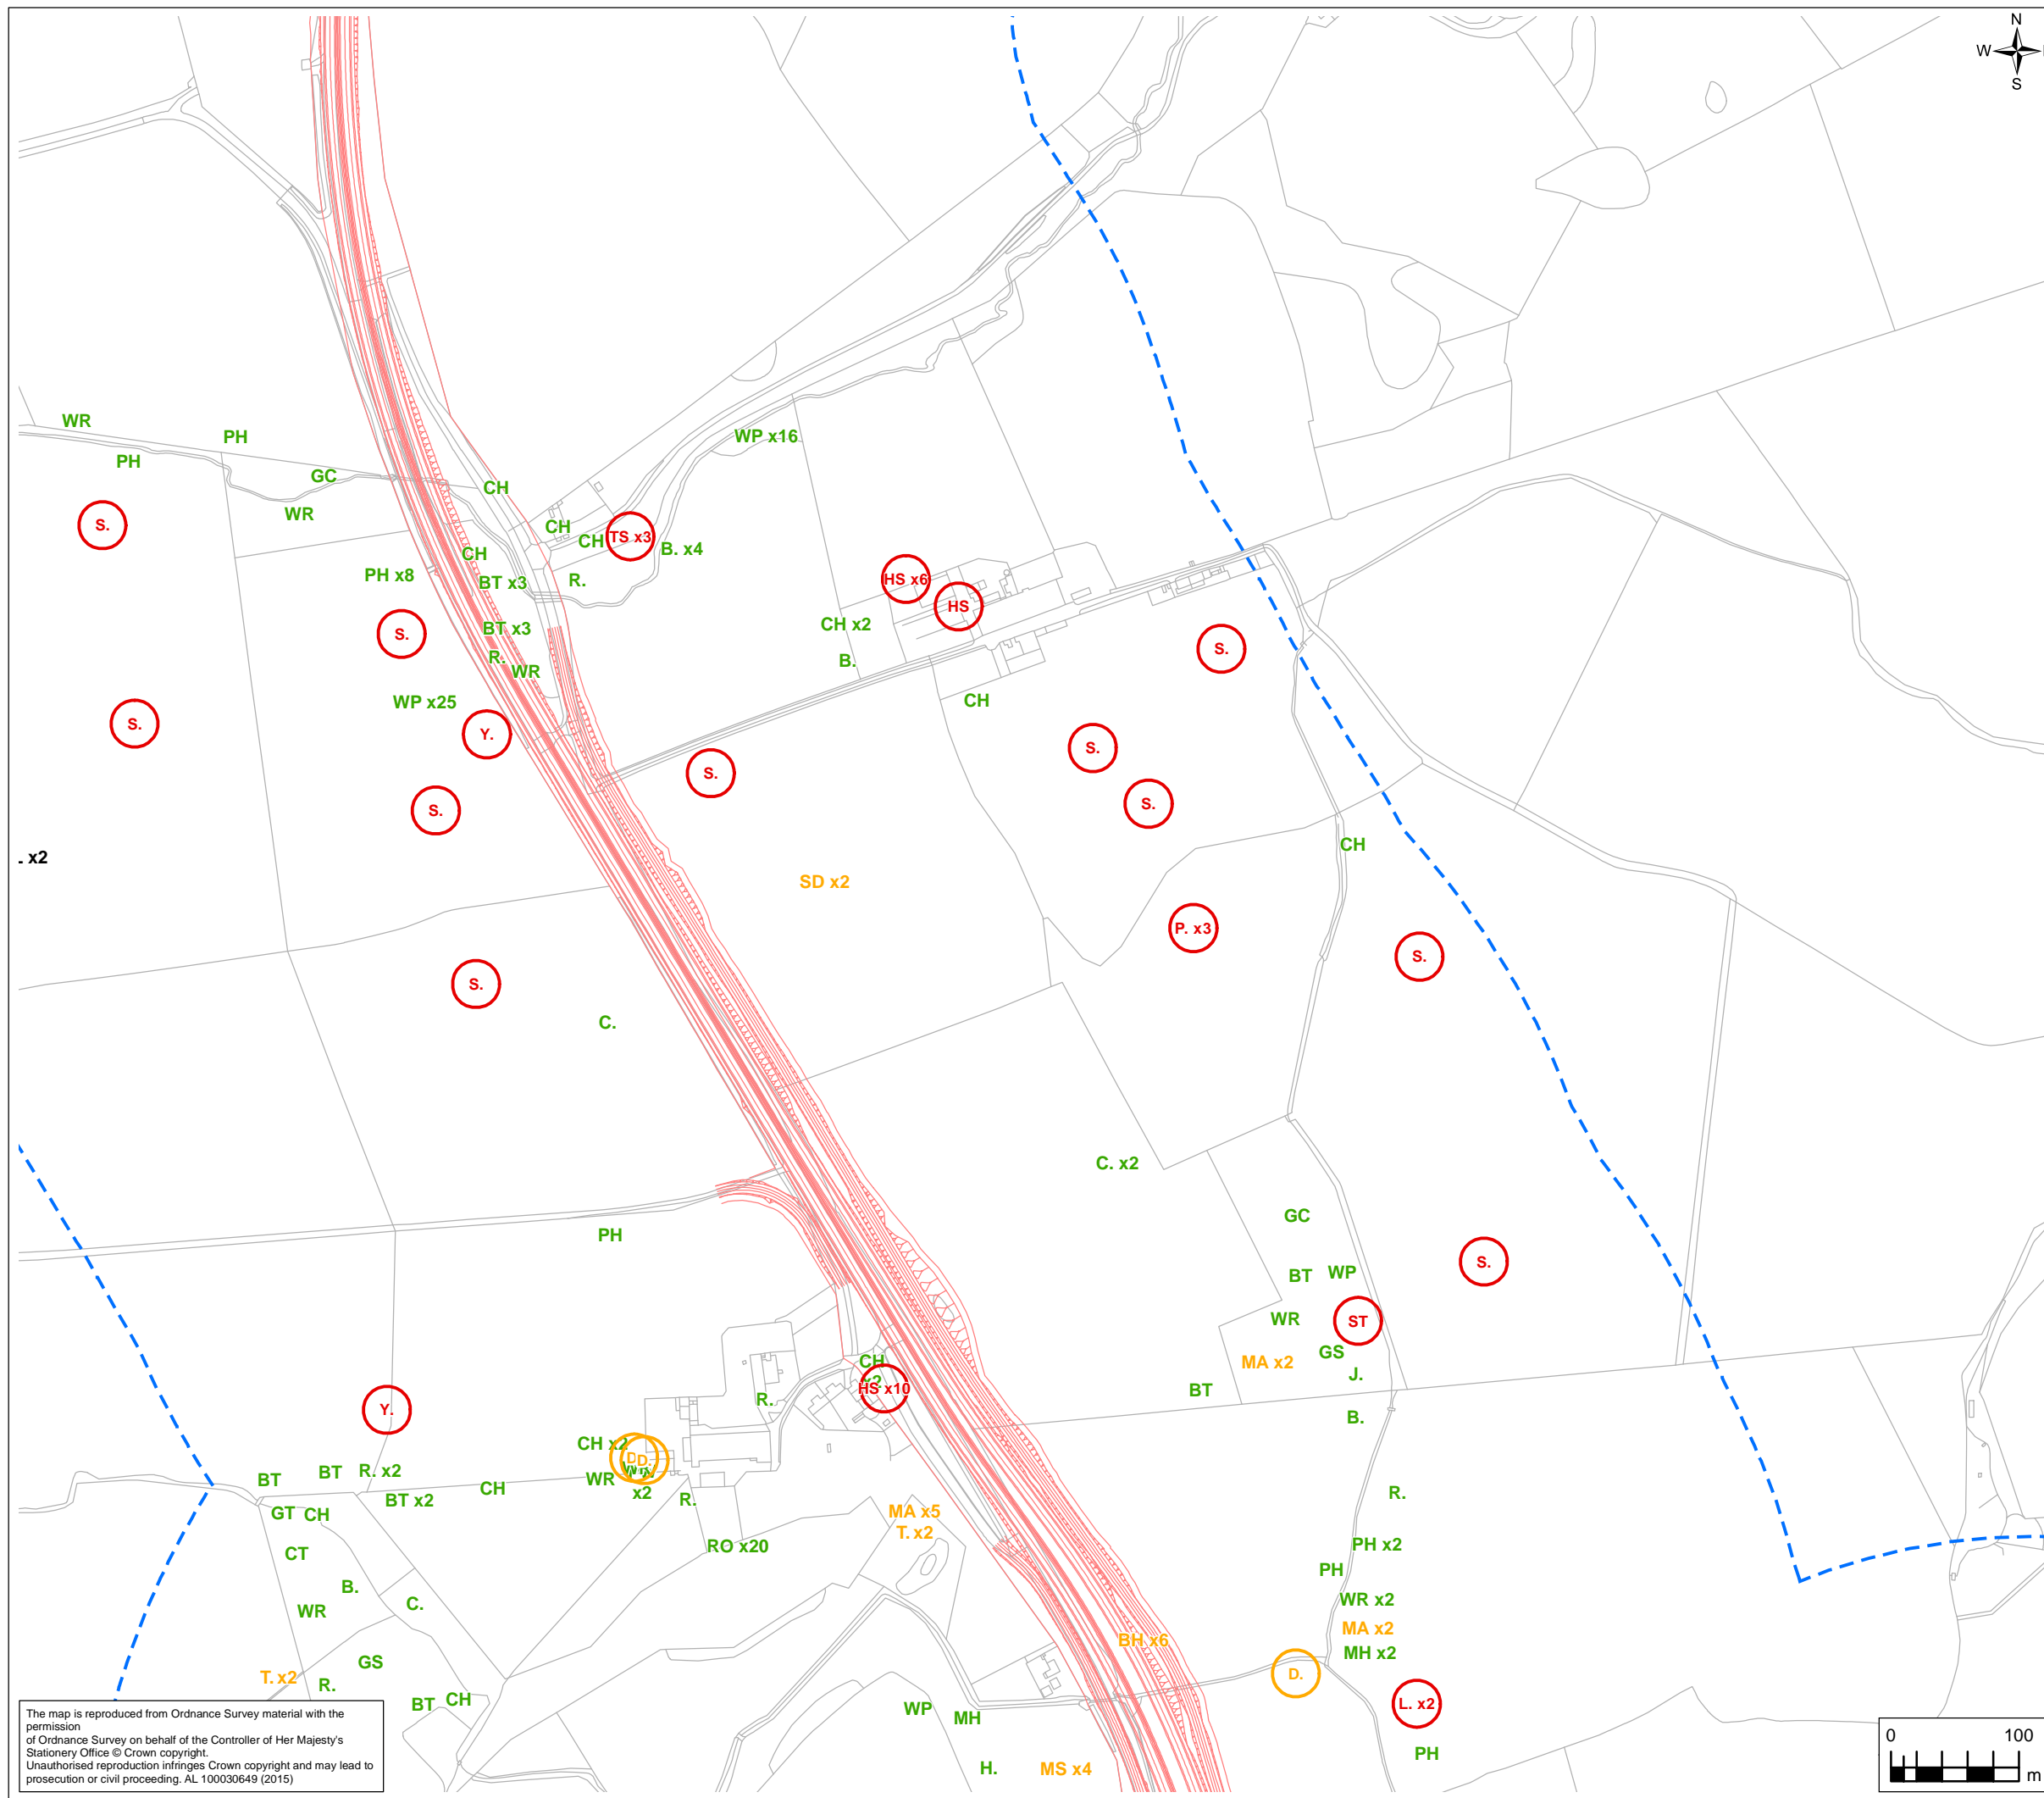 N
W
S
WR
PH
WP x16
PH
GC
CH
WR
S.
CH
CH
TS x3
B. x4
CH
PH x8
BT x3
R.
HS x6
HS
CH x2
S.
BT x3
S.
R.
WR
B.
WP x25
CH
S.
Y.
S.
S.
S.
S.
CH
. x2
SD x2
P. x3
S.
S.
C.
C. x2
GC
PH
BT
WP
S.
WR
ST
GS
MA x2
CH
x2
J.
HS x10
BT
R.
Y.
B.
CH x2
D.
D.
BT
BT
R. x2
WR
CH
x2
R.
R.
BT x2
GT
CH
MA x5
T. x2
RO x20
PH x2
CT
PH
B.
WR x2
C.
WR
MA x2
BH x6
MH x2
GS
T. x2
R.
D.
BT
CH
L. x2
WP
MH
PH
H.
MS x4
The map is reproduced from Ordnance Survey material with the
permission
of Ordnance Survey on behalf of the Controller of Her Majesty's
Stationery Office © Crown copyright.
Unauthorised reproduction infringes Crown copyright and may lead to
prosecution or civil proceeding. AL 100030649 (2015)
0
100
m